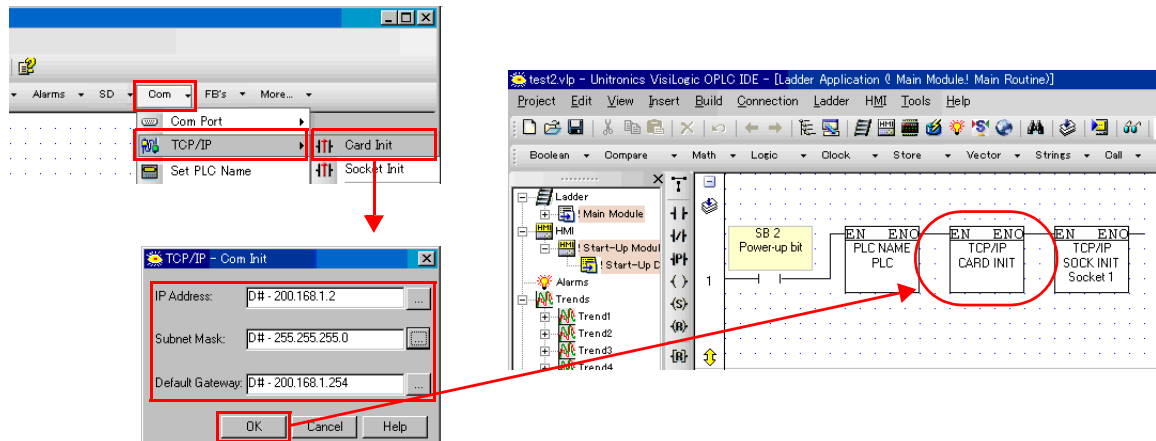 Alarms SD Com FB's More...
Com Port
TCP/IP
Card Init
Set PLC Name
Socket Init
TCP/IP - Com Init
IP Address: D# - 200.168.1.2 ...
Subnet Mask: D# - 255.255.255.0 ...
Default Gateway: D# - 200.168.1.254 ...
OK Cancel Help
test2.vlp - Unitronics VisiLogic OPLC IDE - [Ladder Application (! Main Module! Main Routine)]
Project Edit View Insert Build Connection Ladder HMI Tools Help
Boolean Compare Math Logic Clock Store Vector Strings Call
Ladder
! Main Module
HMI
! Start-Up Modul
! Start-Up D
Alarms
Trends
Trend1
Trend2
Trend3
Trend4
1
SB 2
Power-up bit
EN ENO
PLC NAME
PLC
EN ENO
TCP/IP
CARD INIT
EN ENO
TCP/IP
SOCK INIT
Socket 1